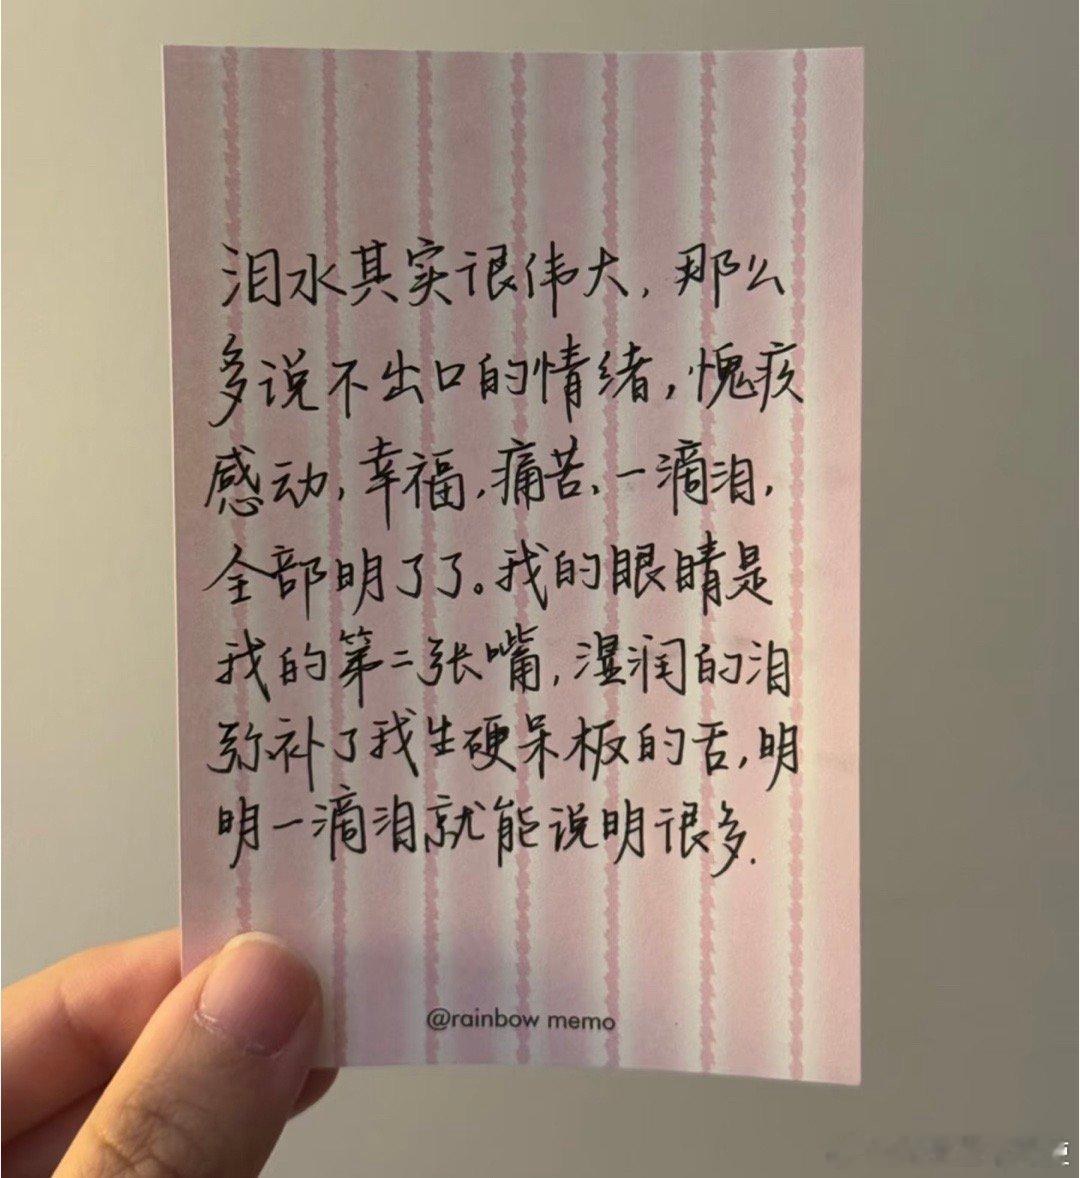 泪水其实很伟大，那么
多说不出口的情绪，愧疚
感动，幸福，痛苦，一滴泪，
全部明了了。我的眼睛是
我的第二张嘴，湿润的泪
弥补了我生硬呆板的舌，明
明一滴泪就能说明很多.
@rainbow memo